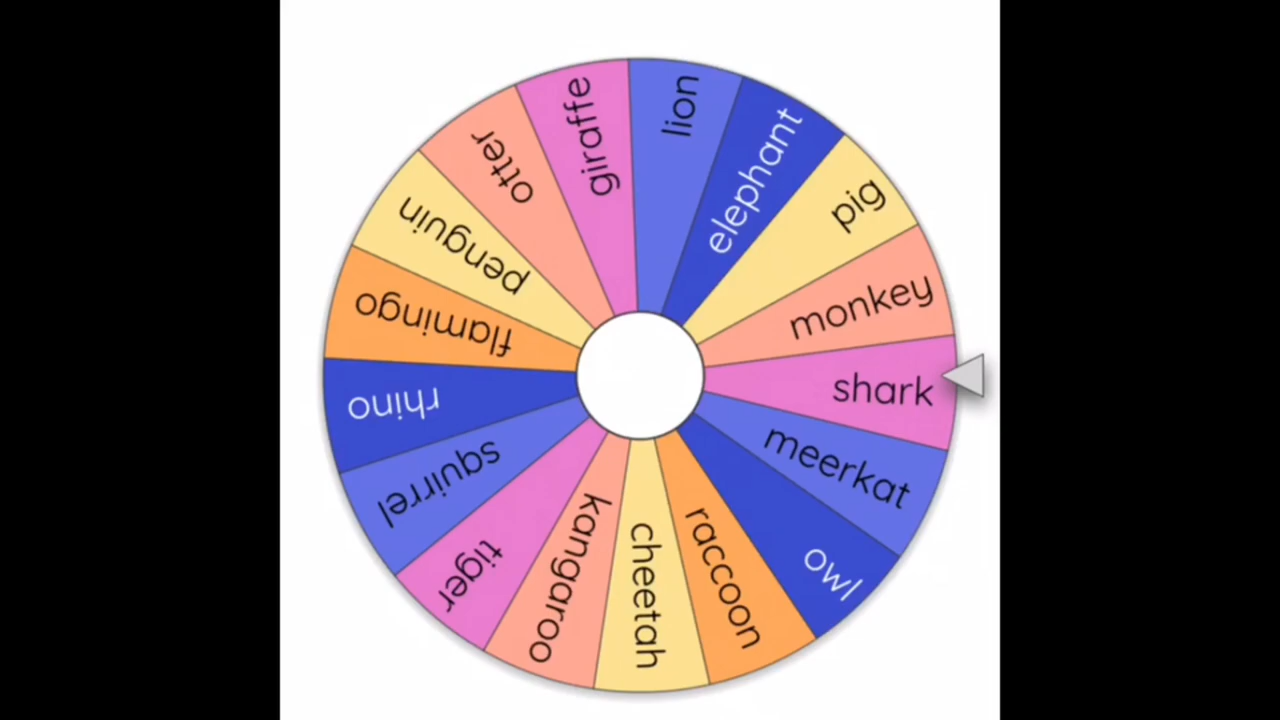 lion
elephant
pig
monkey
shark
meerkat
owl
raccoon
cheetah
kangaroo
tiger
squirrel
rhino
flamingo
penguin
otter
giraffe